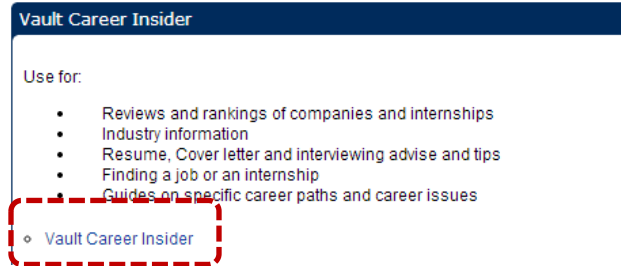 Vault Career Insider
Use for:
• Reviews and rankings of companies and internships
• Industry information
• Resume, Cover letter and interviewing advise and tips
• Finding a job or an internship
• Guides on specific career paths and career issues
Vault Career Insider